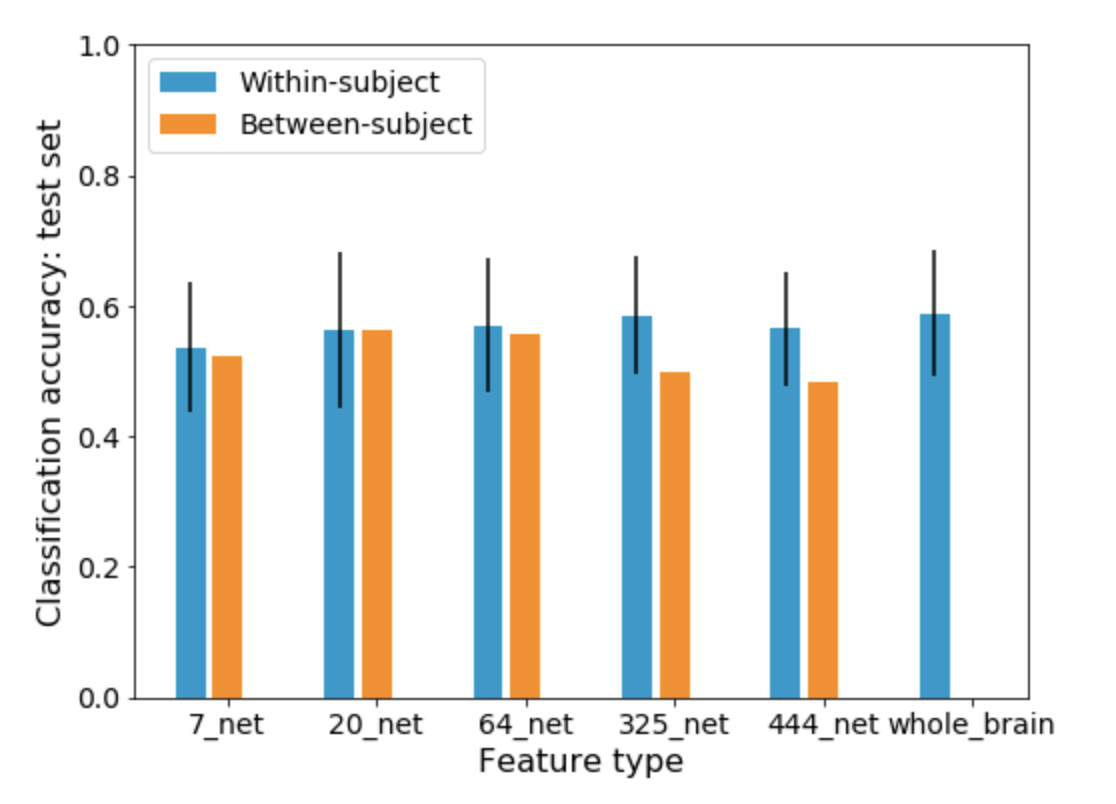 Within-subject
Between-subject
Classification accuracy: test set
1.0
0.8
0.6
0.4
0.2
0.0
7_net 20_net 64_net 325_net 444_net whole_brain
Feature type